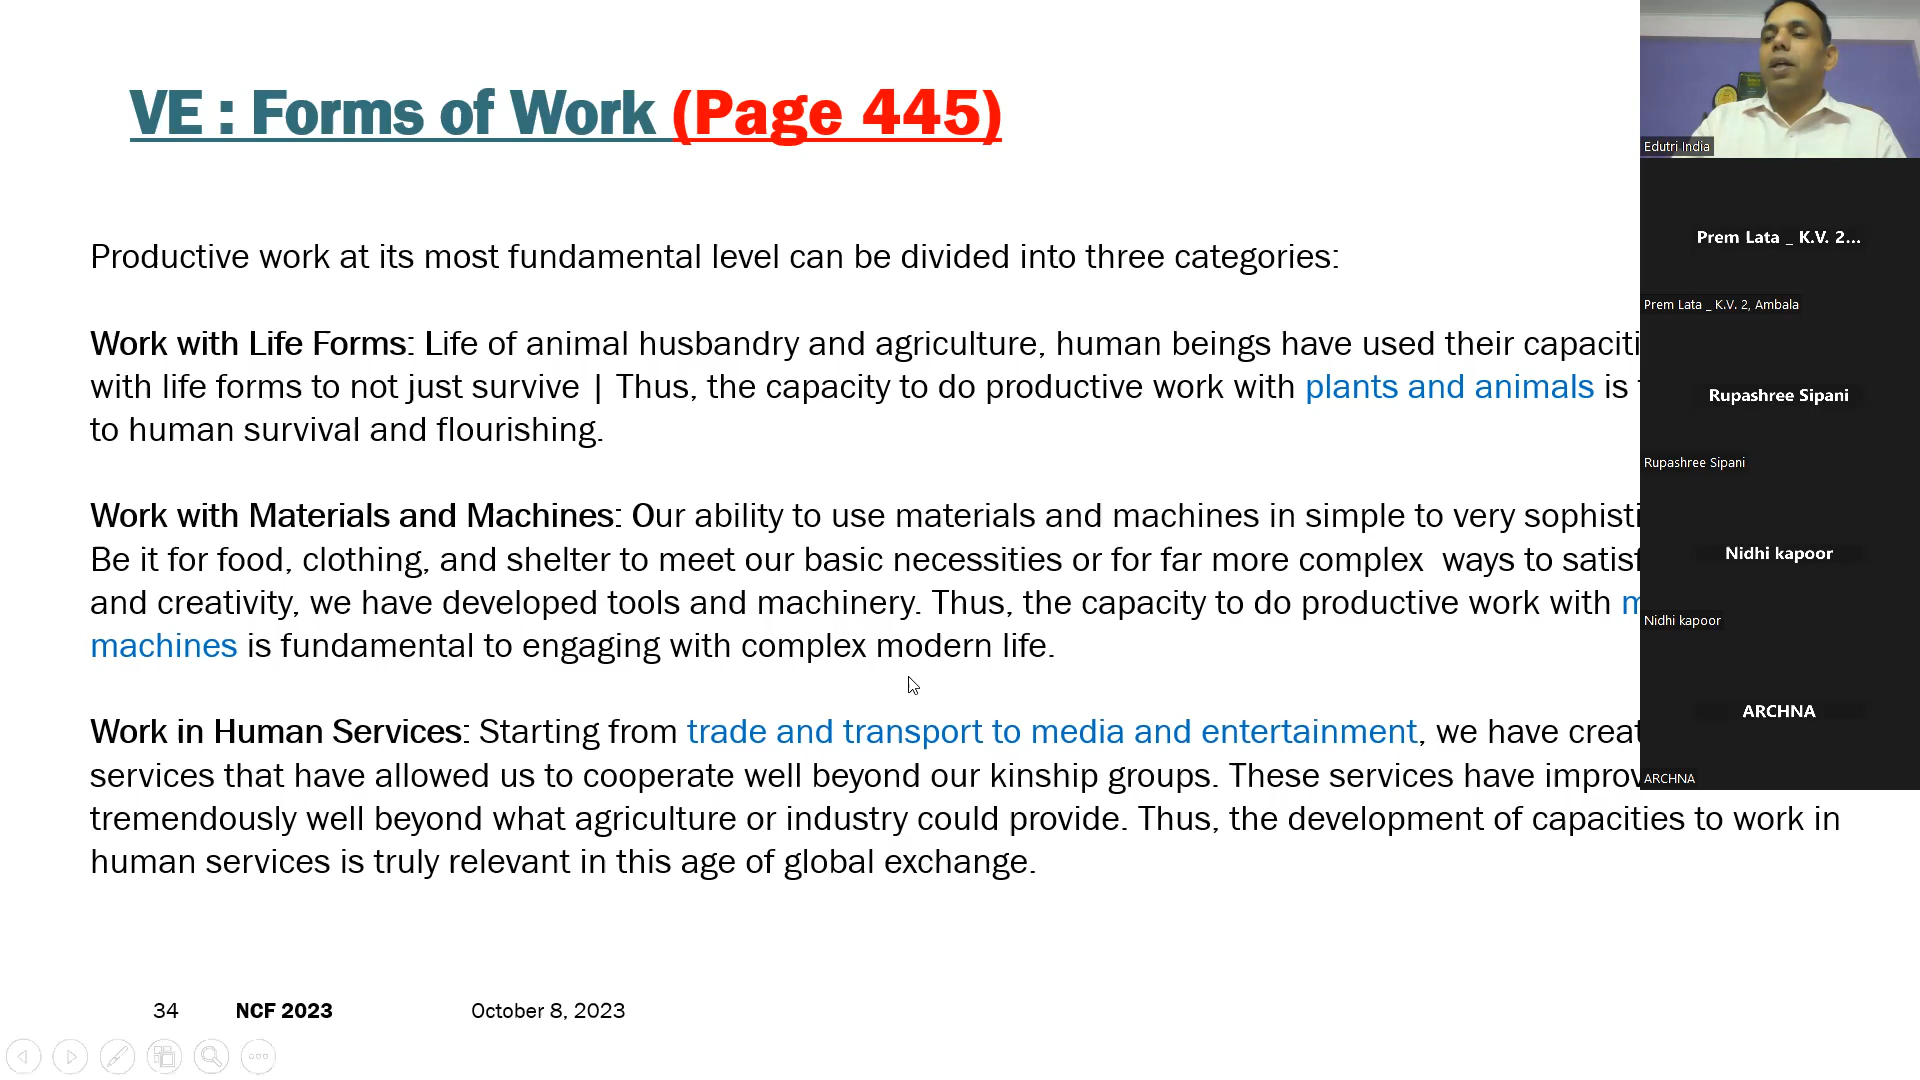 VE : Forms of Work (Page 445)
Productive work at its most fundamental level can be divided into three categories:
Work with Life Forms: Life of animal husbandry and agriculture, human beings have used their
with life forms to not just survive | Thus, the capacity to do productive work with plants and animals is
to human survival and flourishing.
Work with Materials and Machines: Our ability to use materials and machines in simple to very
Be it for food, clothing, and shelter to meet our basic necessities or for far more complex ways to
and creativity, we have developed tools and machinery. Thus, the capacity to do productive work with
machines is fundamental to engaging with complex modern life.
Work in Human Services: Starting from trade and transport to media and entertainment, we have
services that have allowed us to cooperate well beyond our kinship groups. These services have
tremendously well beyond what agriculture or industry could provide. Thus, the development of capacities to work in
human services is truly relevant in this age of global exchange.
34 NCF 2023 October 8, 2023
Edutri India
Prem Lata _ K.V. 2...
Prem Lata _ K.V. 2, Ambala
Rupashree Sipani
Rupashree Sipani
Nidhi kapoor
Nidhi kapoor
ARCHNA
ARCHNA